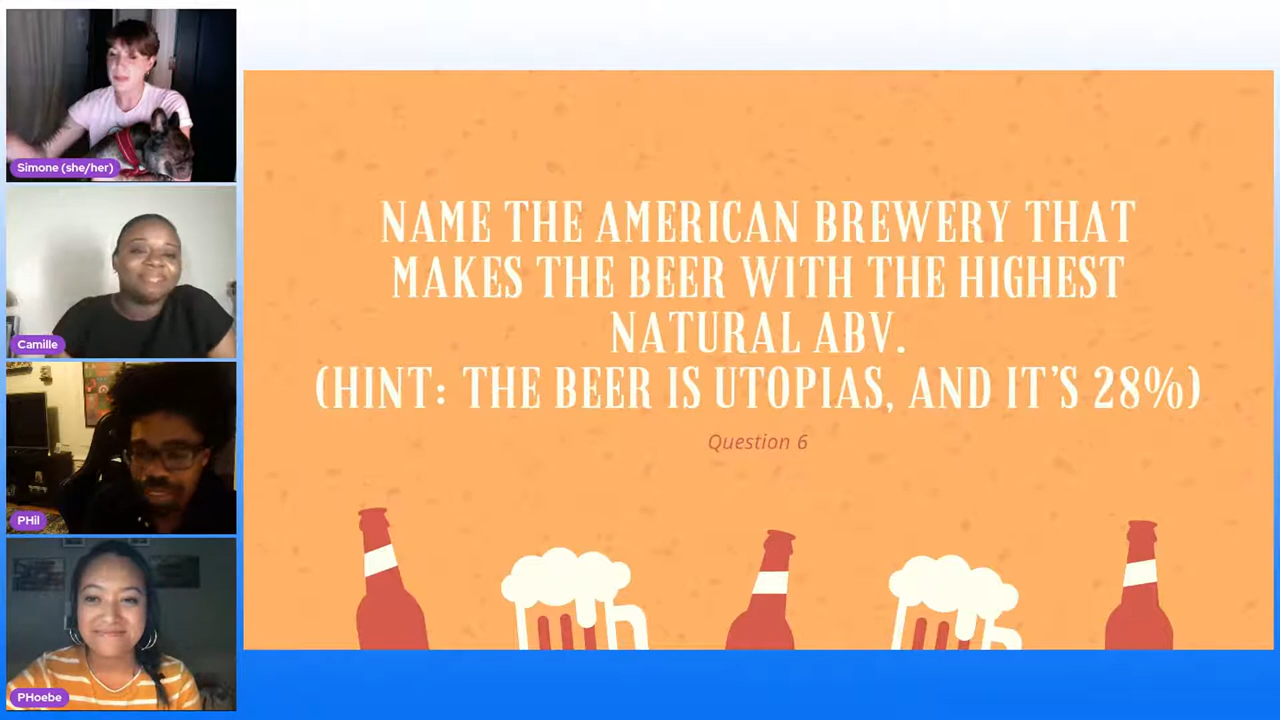 Simone (she/her)
Camille
PHil
PHoebe
NAME THE AMERICAN BREWERY THAT
MAKES THE BEER WITH THE HIGHEST
NATURAL ABV.
(HINT: THE BEER IS UTOPIAS, AND IT'S 28%)
Question 6